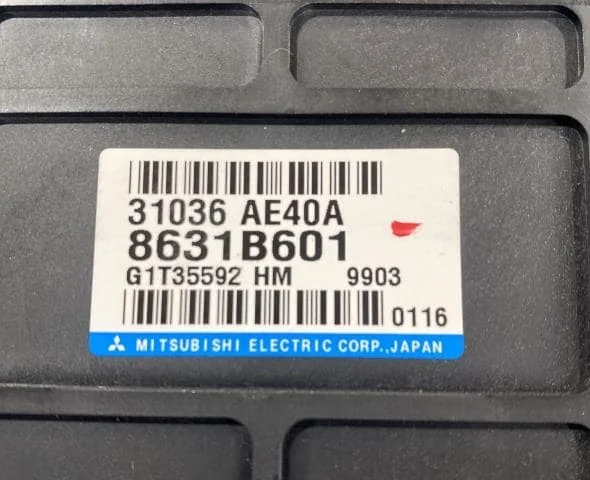 31036 AE40A
8631B601
G1T35592 HM 9903
0116
MITSUBISHI ELECTRIC CORP.,JAPAN